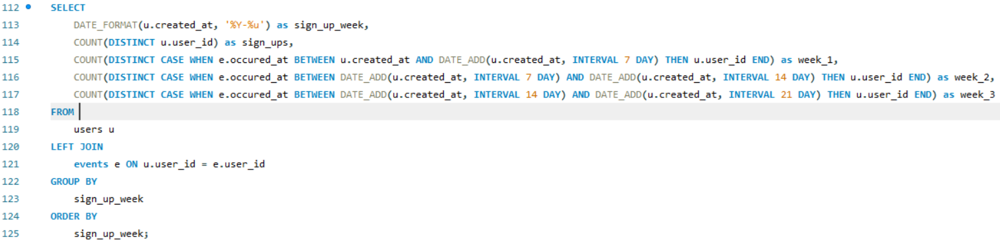 112 SELECT
113 DATE_FORMAT(u.created_at, '%Y-%u') as sign_up_week,
114 COUNT(DISTINCT u.user_id) as sign_ups,
115 COUNT(DISTINCT CASE WHEN e.occured_at BETWEEN u.created_at AND DATE_ADD(u.created_at, INTERVAL 7 DAY) THEN u.user_id END) as week_1,
116 COUNT(DISTINCT CASE WHEN e.occured_at BETWEEN DATE_ADD(u.created_at, INTERVAL 7 DAY) AND DATE_ADD(u.created_at, INTERVAL 14 DAY) THEN u.user_id END) as week_2,
117 COUNT(DISTINCT CASE WHEN e.occured_at BETWEEN DATE_ADD(u.created_at, INTERVAL 14 DAY) AND DATE_ADD(u.created_at, INTERVAL 21 DAY) THEN u.user_id END) as week_3
118 FROM
119 users u
120 LEFT JOIN
121 events e ON u.user_id = e.user_id
122 GROUP BY
123 sign_up_week
124 ORDER BY
125 sign_up_week;